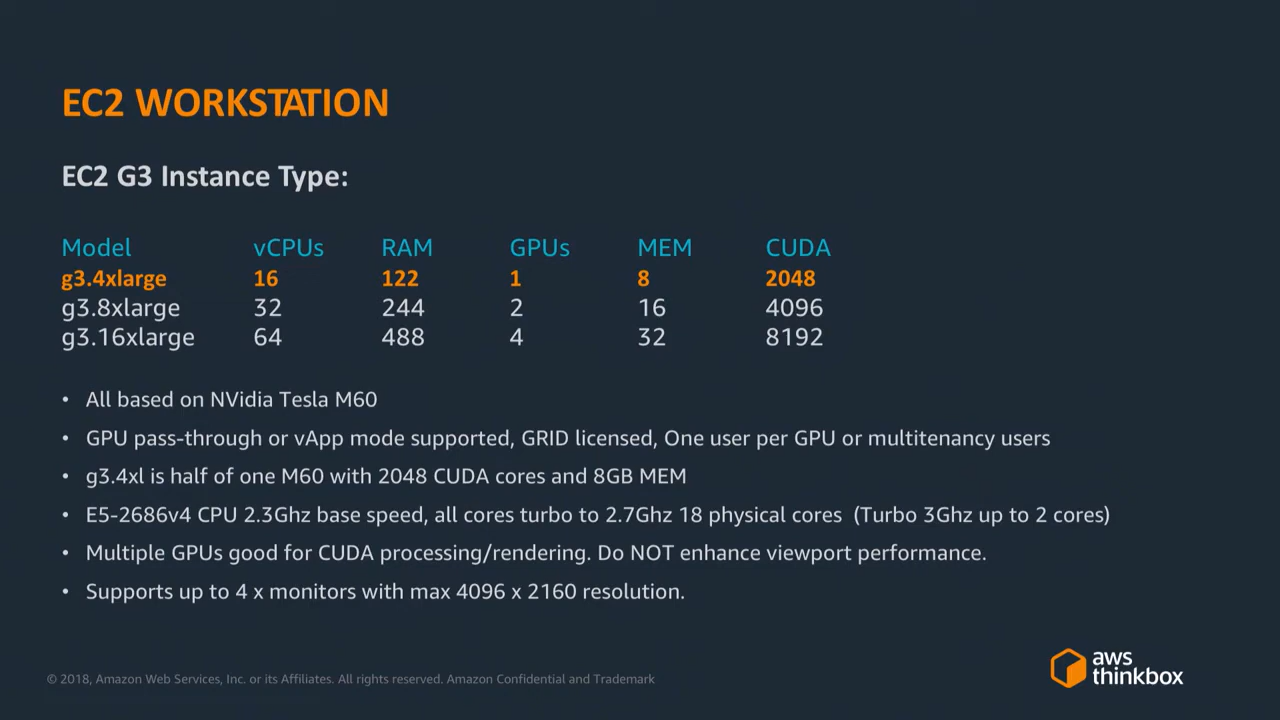 EC2 WORKSTATION
EC2 G3 Instance Type:
Model vCPUs RAM GPUs MEM CUDA
g3.4xlarge 16 122 1 8 2048
g3.8xlarge 32 244 2 16 4096
g3.16xlarge 64 488 4 32 8192
• All based on NVidia Tesla M60
• GPU pass-through or vApp mode supported, GRID licensed, One user per GPU or multitenancy users
• g3.4xl is half of one M60 with 2048 CUDA cores and 8GB MEM
• E5-2686v4 CPU 2.3Ghz base speed, all cores turbo to 2.7Ghz 18 physical cores (Turbo 3Ghz up to 2 cores)
• Multiple GPUs good for CUDA processing/rendering. Do NOT enhance viewport performance.
• Supports up to 4 x monitors with max 4096 x 2160 resolution.
© 2018, Amazon Web Services, Inc. or its Affiliates. All rights reserved. Amazon Confidential and Trademark
aws
thinkbox